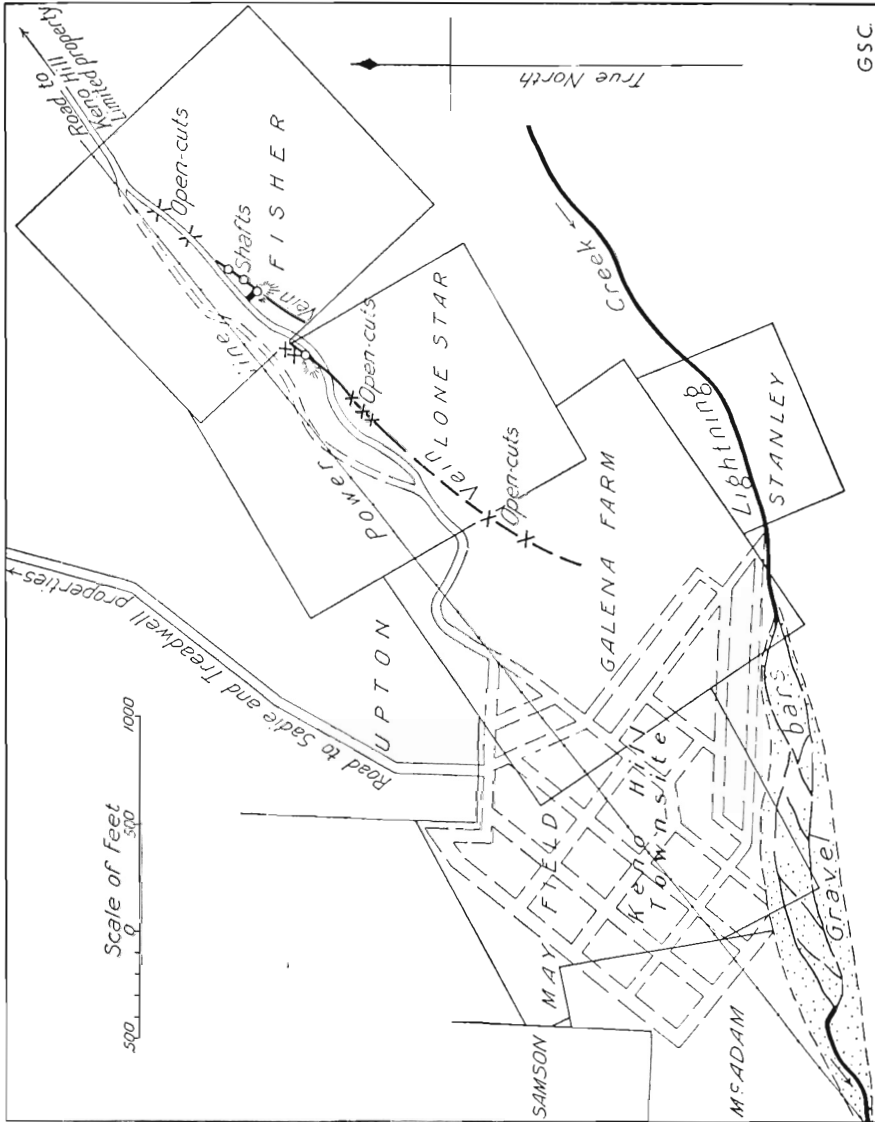 Road to
Keno Hill
Limited property
Open-cuts
Shafts
FISHER
Vein
Line
Power
Open-cuts
LONE STAR
Vein
Open-cuts
True North
Creek
Lightning
STANLEY
GALENA FARM
Road to Sadie and Treadwell properties
UPTON
1000
500
0
500
Scale of Feet
MAY FIELD
Keno Hill
Townsite
SAMSON
McADAM
Gravel bars
G.S.C.